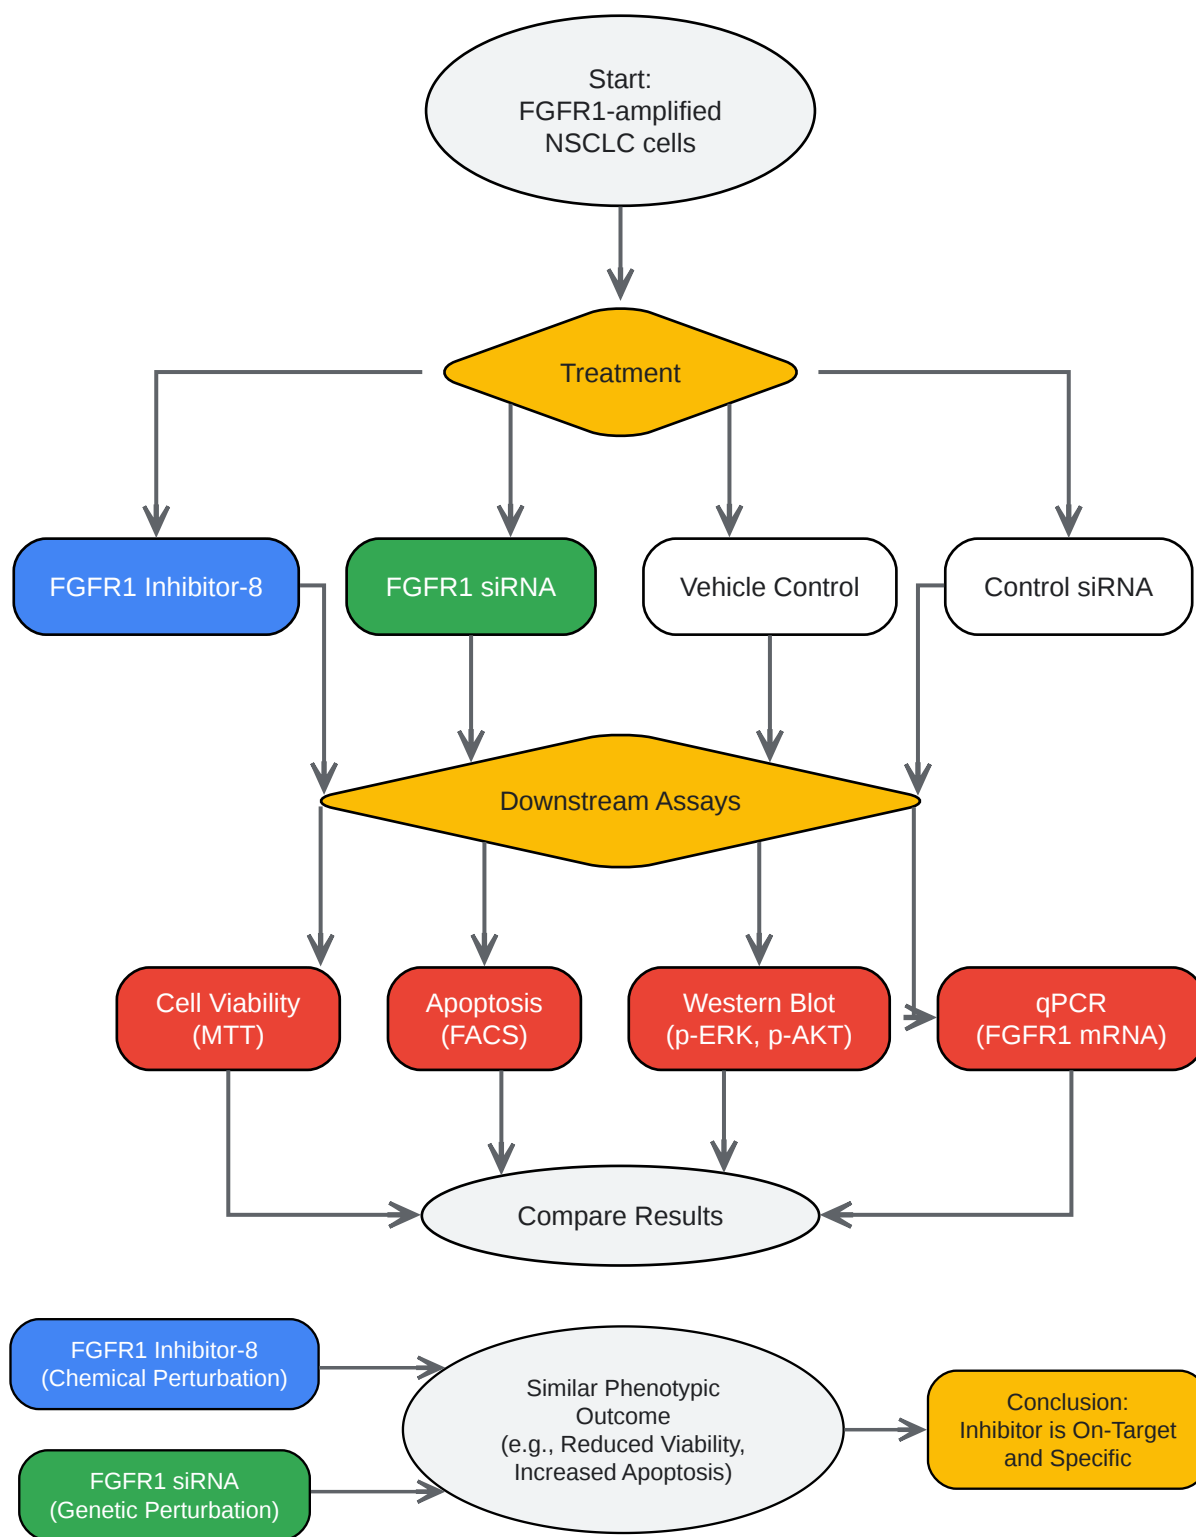 Start:
FGFR1-amplified
NSCLC cells
Treatment
FGFR1 Inhibitor-8
FGFR1 siRNA
Vehicle Control
Control siRNA
Downstream Assays
Cell Viability
(MTT)
Apoptosis
(FACS)
Western Blot
(p-ERK, p-AKT)
qPCR
(FGFR1 mRNA)
Compare Results
FGFR1 Inhibitor-8
(Chemical Perturbation)
FGFR1 siRNA
(Genetic Perturbation)
Similar Phenotypic
Outcome
(e.g., Reduced Viability,
Increased Apoptosis)
Conclusion:
Inhibitor is On-Target
and Specific